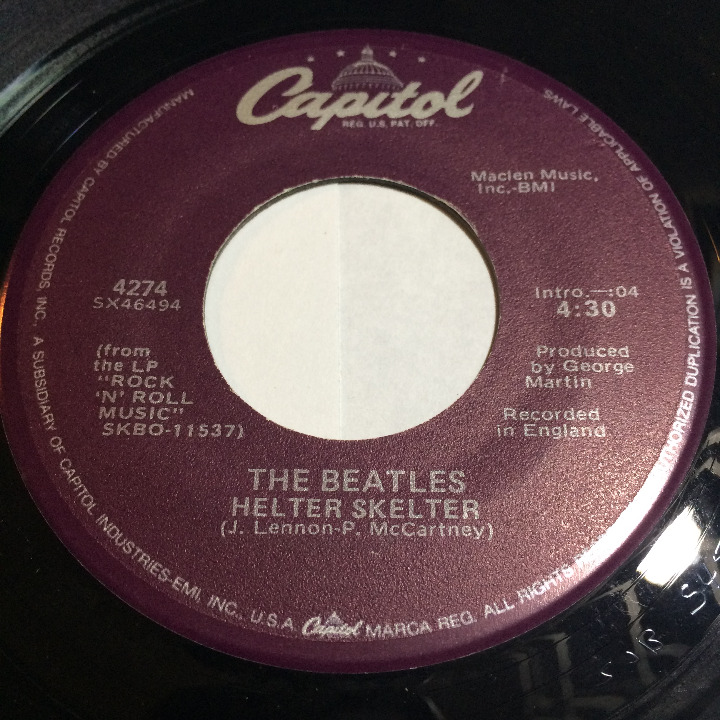 Capitol
REG. U.S. PAT. OFF.
Maclen Music,
Inc.-BMI
4274
SX46494
Intro.—:04
4:30
(from
the LP
"ROCK
'N' ROLL
MUSIC"
SKBO-11537)
Produced
by George
Martin
Recorded
in England
THE BEATLES
HELTER SKELTER
(J. Lennon-P. McCartney)
MANUFACTURED BY CAPITOL RECORDS, INC., A SUBSIDIARY OF CAPITOL INDUSTRIES-EMI, INC., U.S.A. Capitol MARCA REG. ALL RIGHTS UNAUTHORIZED DUPLICATION IS A VIOLATION OF APPLICABLE LAWS.